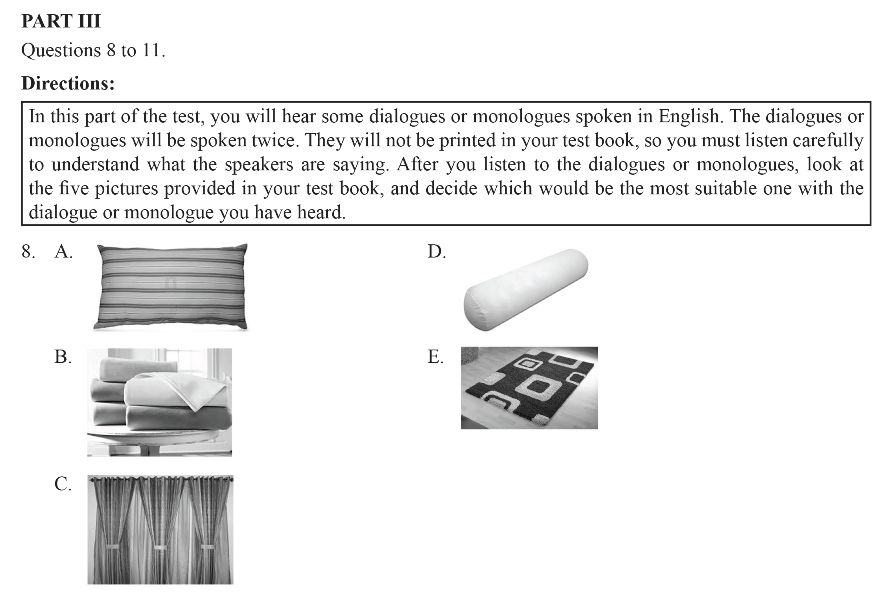 PART III
Questions 8 to 11.
Directions:
In this part of the test, you will hear some dialogues or monologues spoken in English. The dialogues or
monologues will be spoken twice. They will not be printed in your test book, so you must listen carefully
to understand what the speakers are saying. After you listen to the dialogues or monologues, look at
the five pictures provided in your test book, and decide which would be the most suitable one with the
dialogue or monologue you have heard.
8. A.
D.
B.
E.
C.